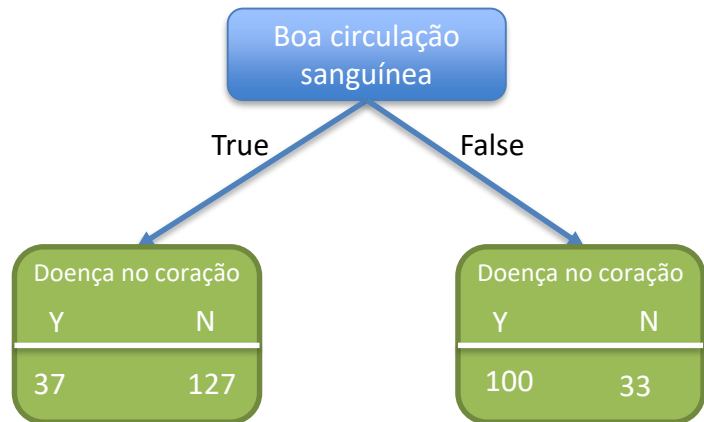 Boa circulação
sanguínea
True
False
Doença no coração
Y N
37 127
Doença no coração
Y N
100 33